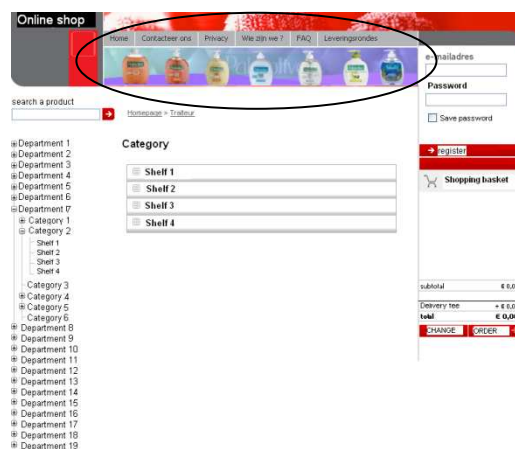 Online shop
Home Contacteer ons Privacy Wie zijn we ? FAQ Leveringsrondes
e-mailadres
Password
Save password
search a product
Homepage > Traiteur
register
Category
Shopping basket
Shelf 1
Shelf 2
Shelf 3
Shelf 4
Department 1
Department 2
Department 3
Department 4
Department 5
Department 6
Department 7
Category 1
Category 2
Shelf 1
Shelf 2
Shelf 3
Shelf 4
Category 3
Category 4
Category 5
Category 6
Department 8
Department 9
Department 10
Department 11
Department 12
Department 13
Department 14
Department 15
Department 16
Department 17
Department 18
Department 19
subtotal € 0,0
Delivery fee + € 0,0
total € 0,0
CHANGE ORDER